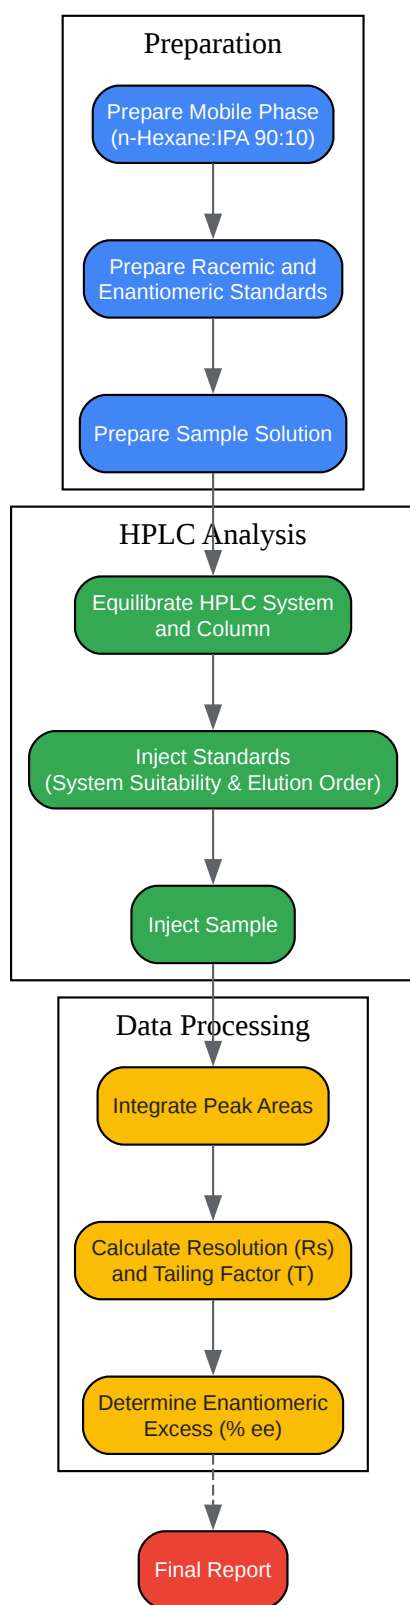 Preparation
Prepare Mobile Phase
(n-Hexane:IPA 90:10)
Prepare Racemic and
Enantiomeric Standards
Prepare Sample Solution
HPLC Analysis
Equilibrate HPLC System
and Column
Inject Standards
(System Suitability & Elution Order)
Inject Sample
Data Processing
Integrate Peak Areas
Calculate Resolution (Rs)
and Tailing Factor (T)
Determine Enantiomeric
Excess (% ee)
Final Report